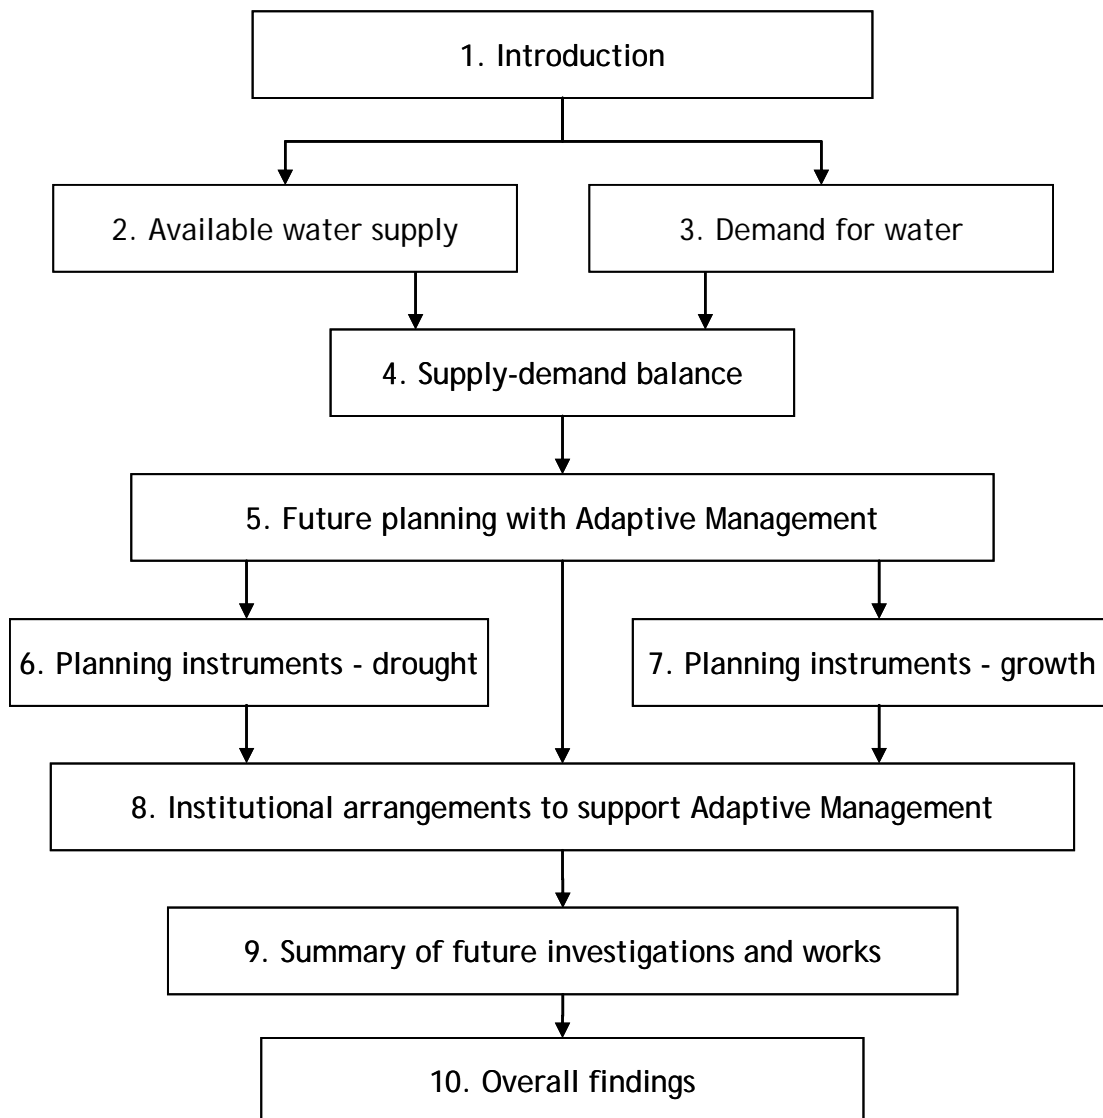 1. Introduction
2. Available water supply
3. Demand for water
4. Supply-demand balance
5. Future planning with Adaptive Management
6. Planning instruments - drought
7. Planning instruments - growth
8. Institutional arrangements to support Adaptive Management
9. Summary of future investigations and works
10. Overall findings